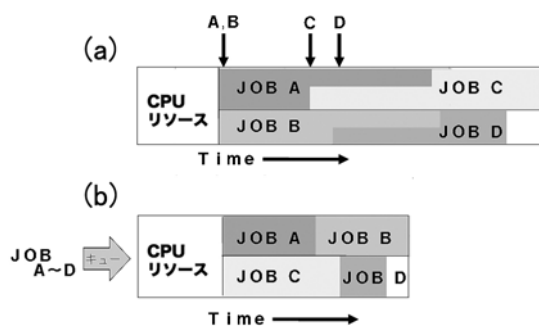 A,B C D
(a)
CPU
リソース
JOB A
JOB C
JOB B
JOB D
Time
(b)
JOB
A～D
キュー
CPU
リソース
JOB A
JOB B
JOB C
JOB D
Time